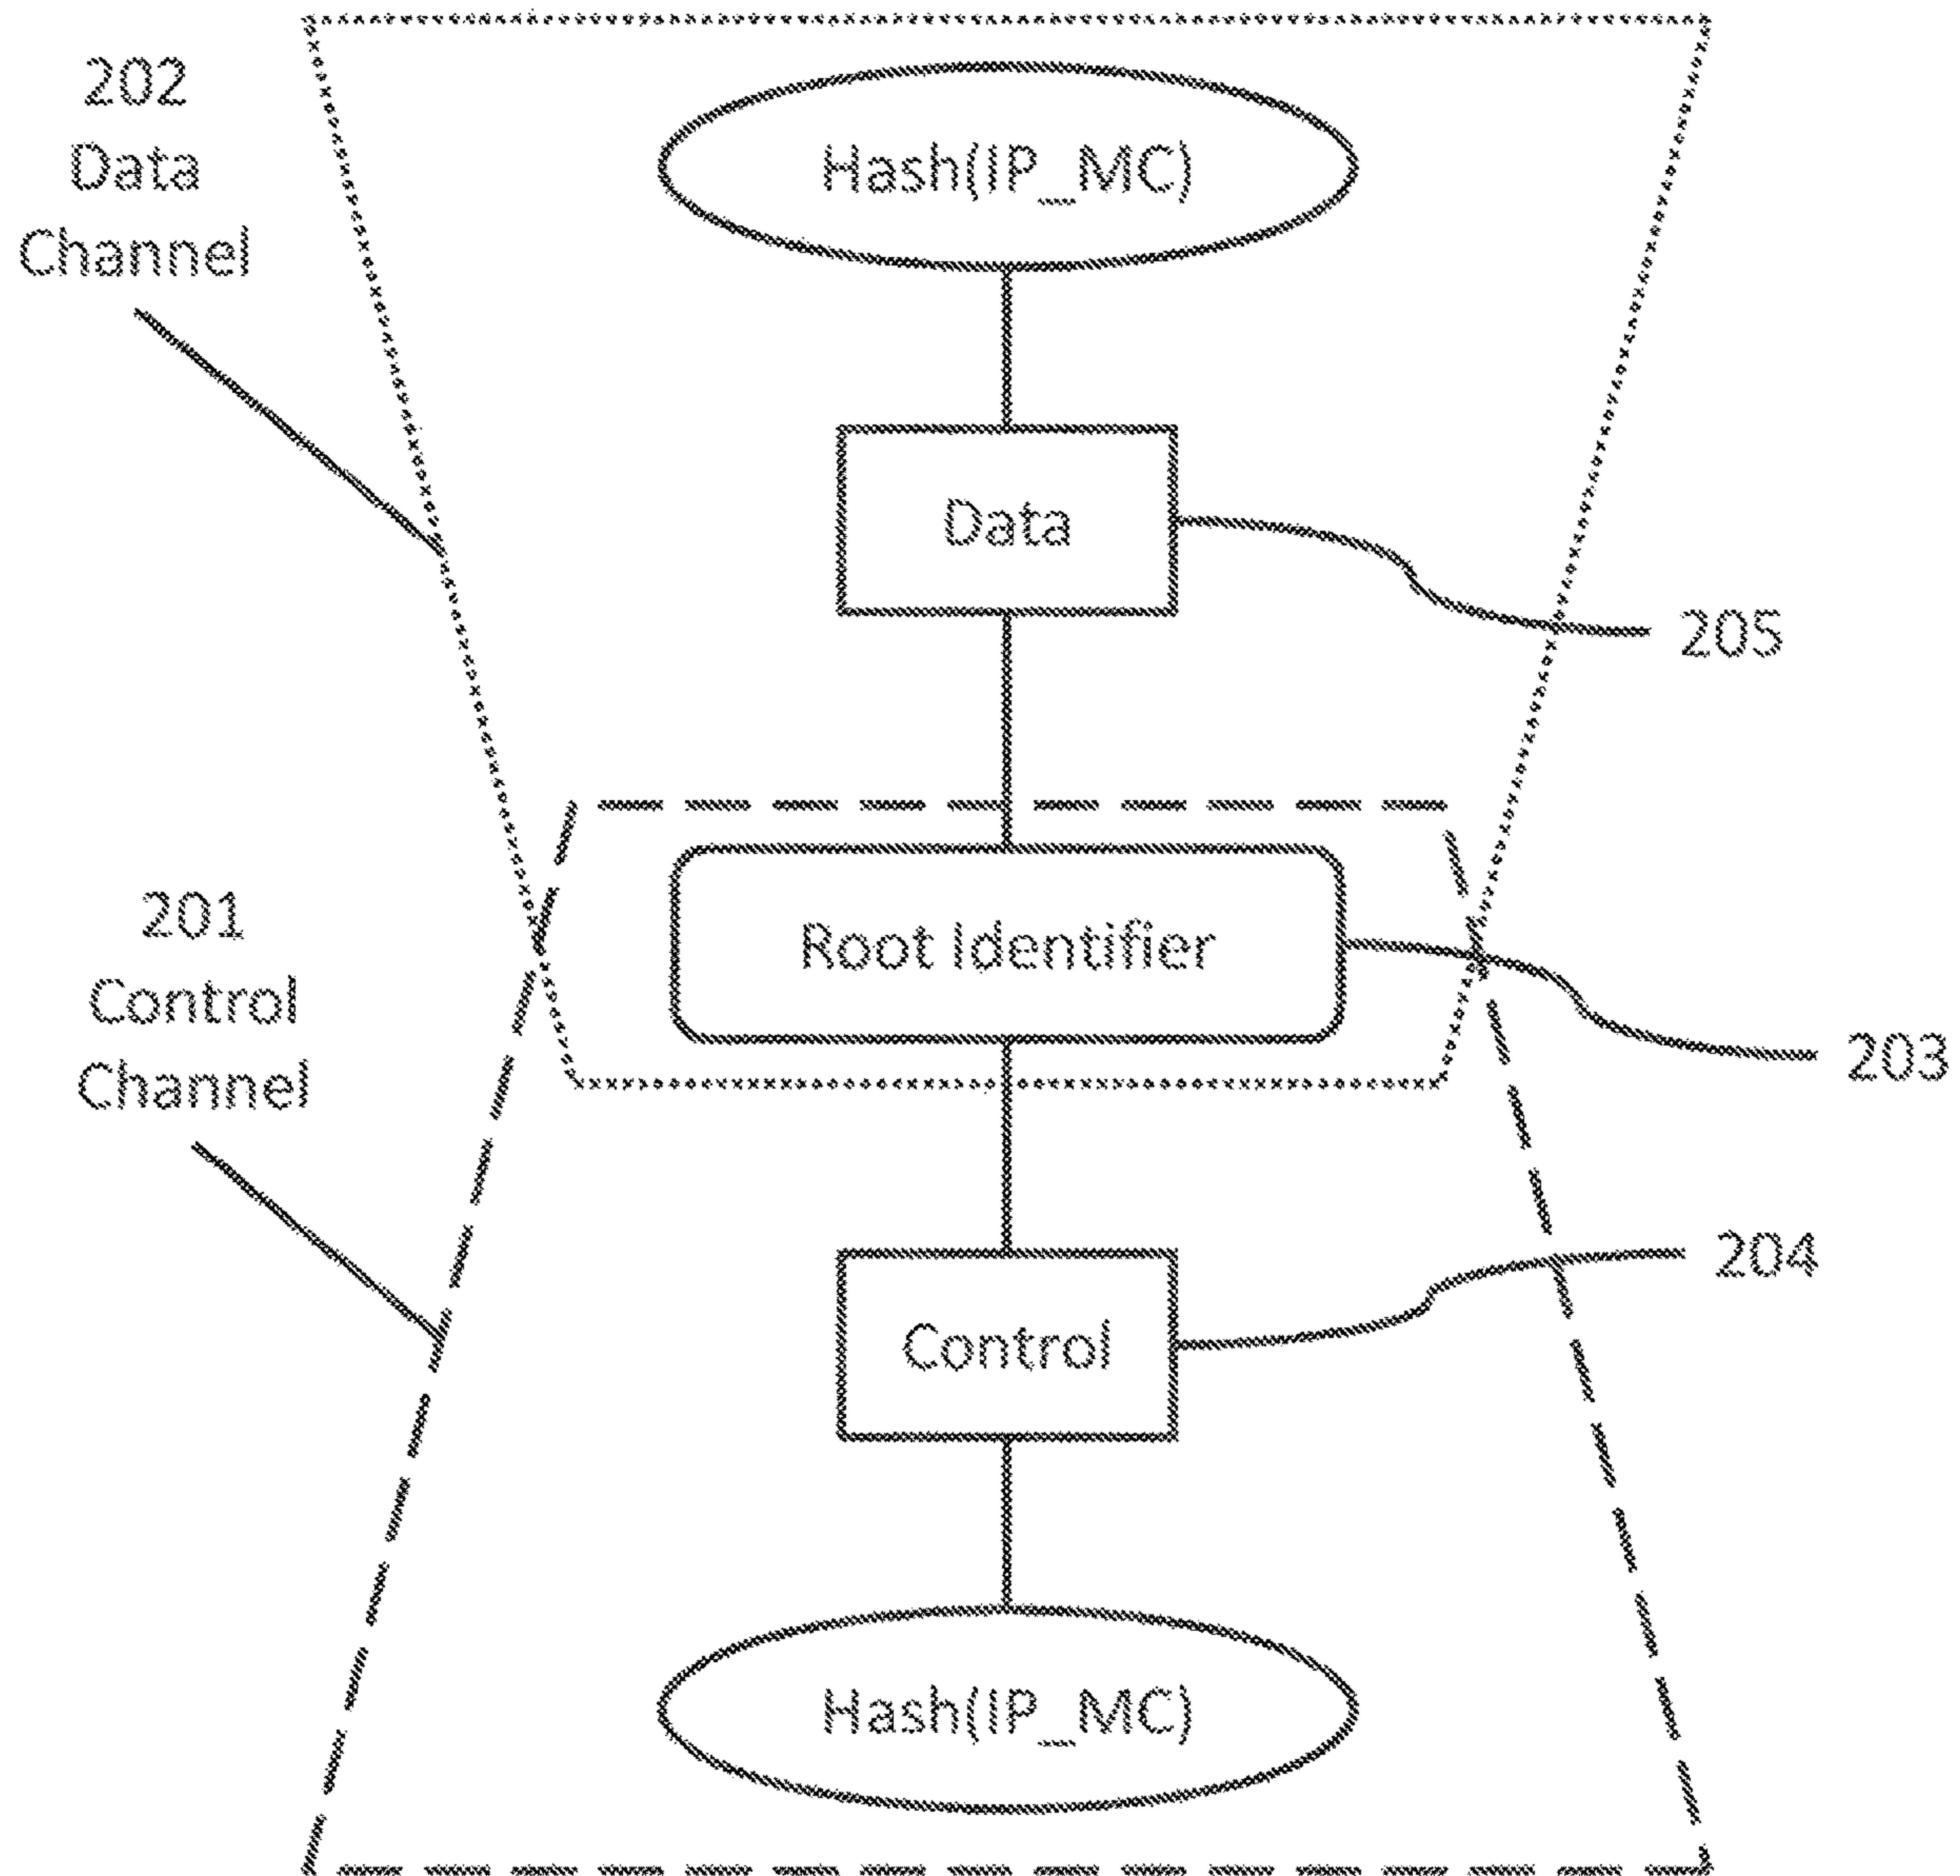 202
Data
Channel
Hash(IP_MC)
Data
205
Root Identifier
203
201
Control
Channel
204
Control
Hash(IP_MC)